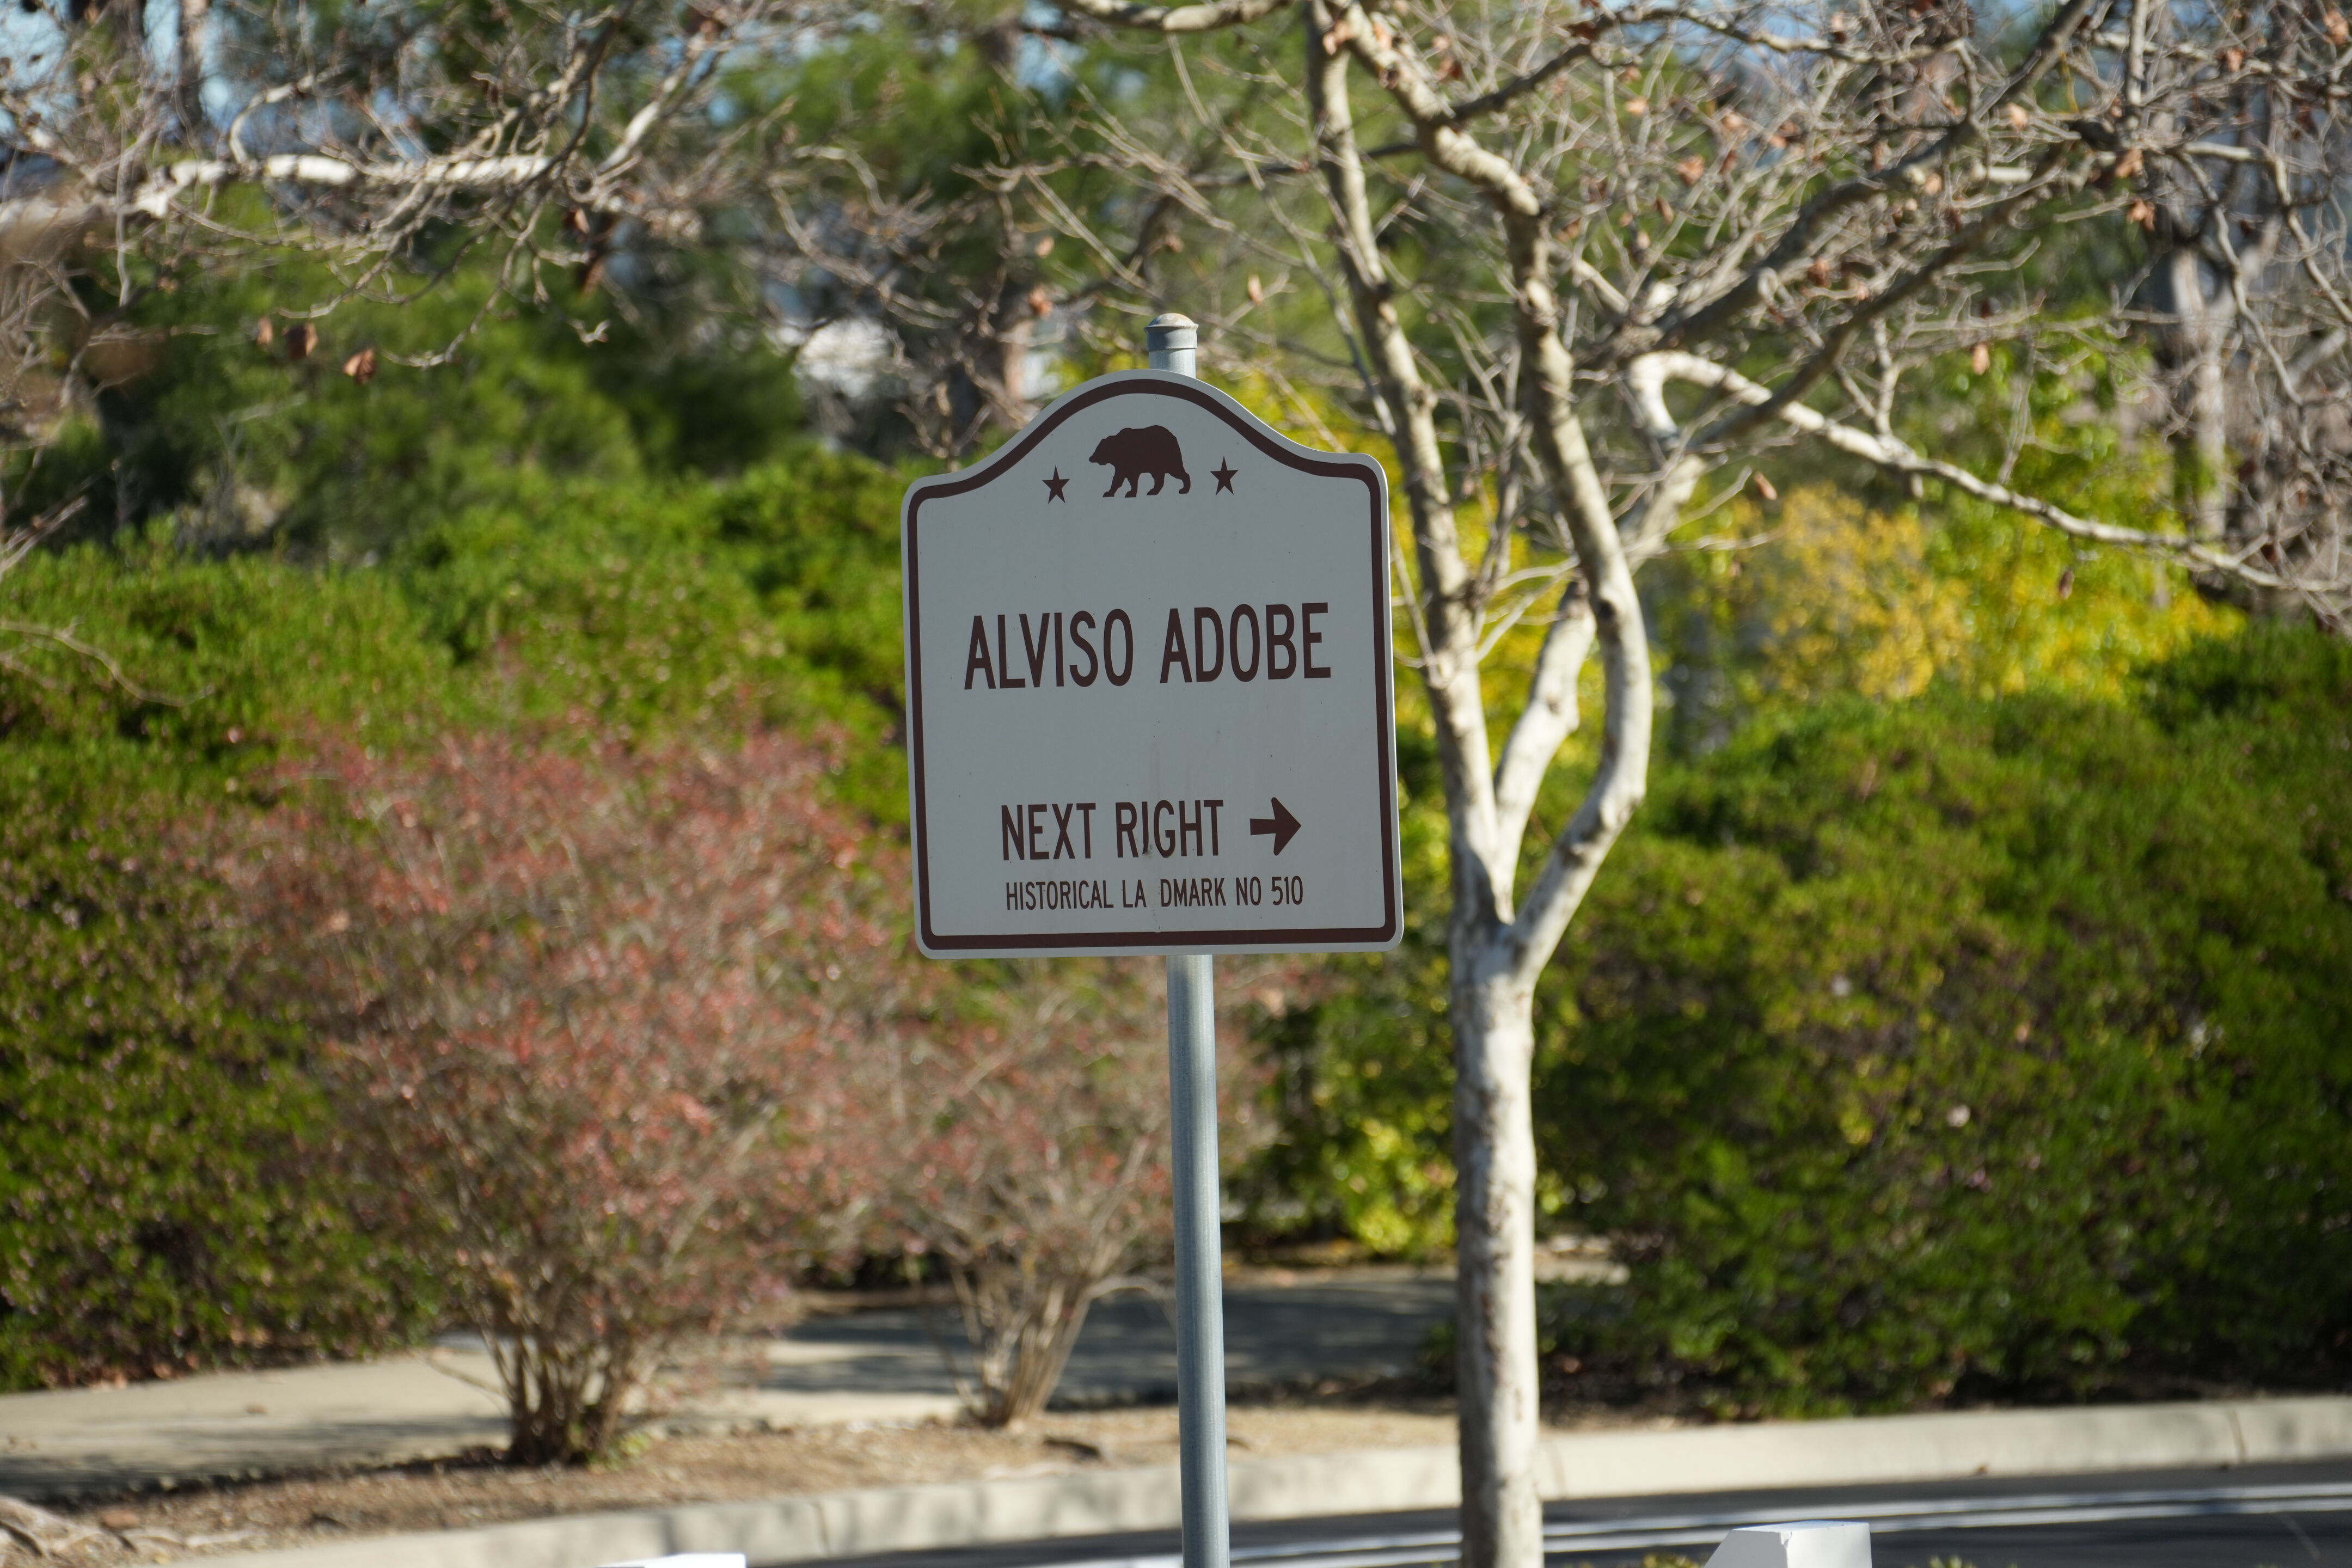 ALVISO ADOBE
NEXT RIGHT →
HISTORICAL LA DMARK NO 510